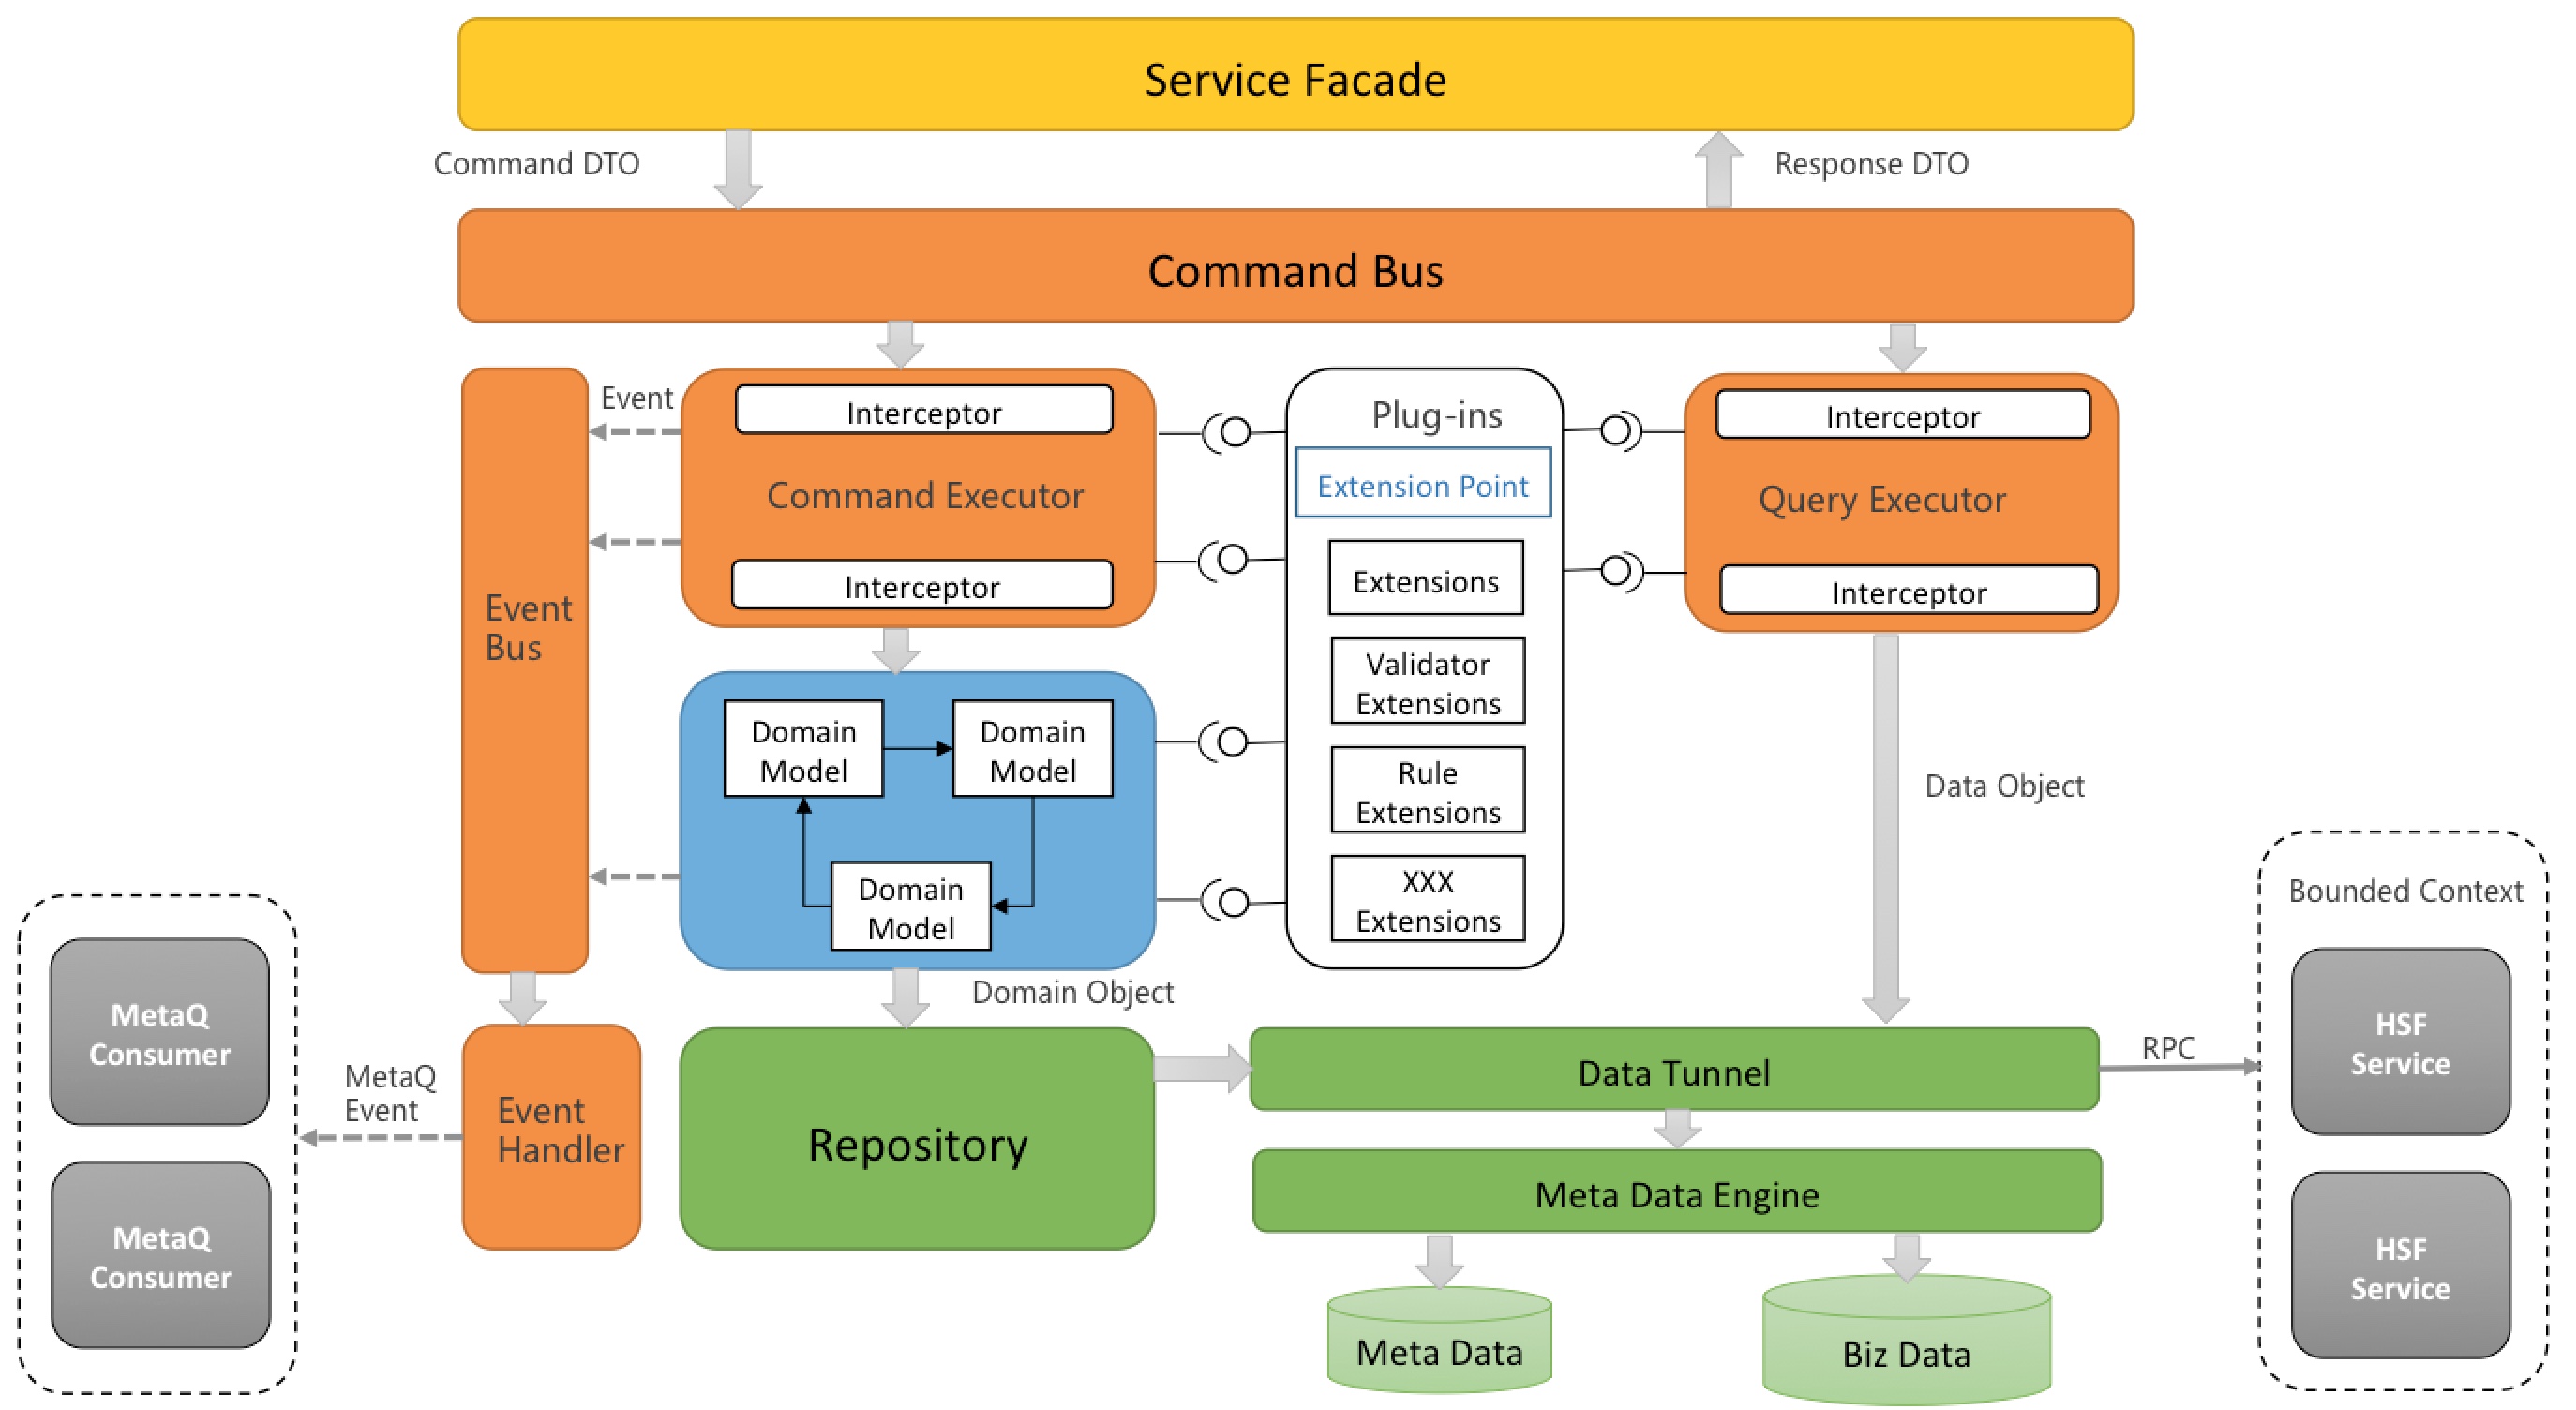 Service Facade
Command DTO
Response DTO
Command Bus
Event
Interceptor
Command Executor
Interceptor
Plug-ins
Extension Point
Extensions
Validator
Extensions
Rule
Extensions
XXX
Extensions
Interceptor
Query Executor
Interceptor
Event
Bus
Domain
Model
Domain
Model
Domain
Model
Data Object
Domain Object
Bounded Context
MetaQ
Consumer
MetaQ
Consumer
MetaQ
Event
Event
Handler
Repository
Data Tunnel
RPC
HSF
Service
HSF
Service
Meta Data Engine
Meta Data
Biz Data